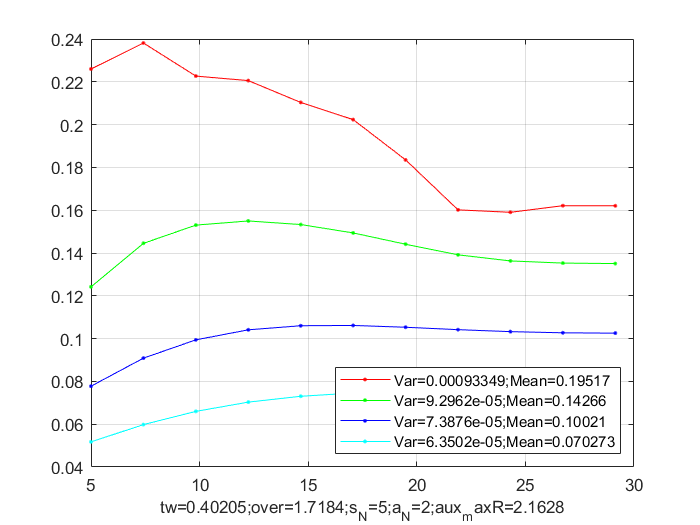 0.24
0.22
0.2
0.18
0.16
0.14
0.12
0.1
0.08
0.06
0.04
Var=0.00093349;Mean=0.19517
Var=9.2962e-05;Mean=0.14266
Var=7.3876e-05;Mean=0.10021
Var=6.3502e-05;Mean=0.070273
5 10 15 20 25 30
tw=0.40205;over=1.7184;sN=5;aN=2;auxmaxR=2.1628